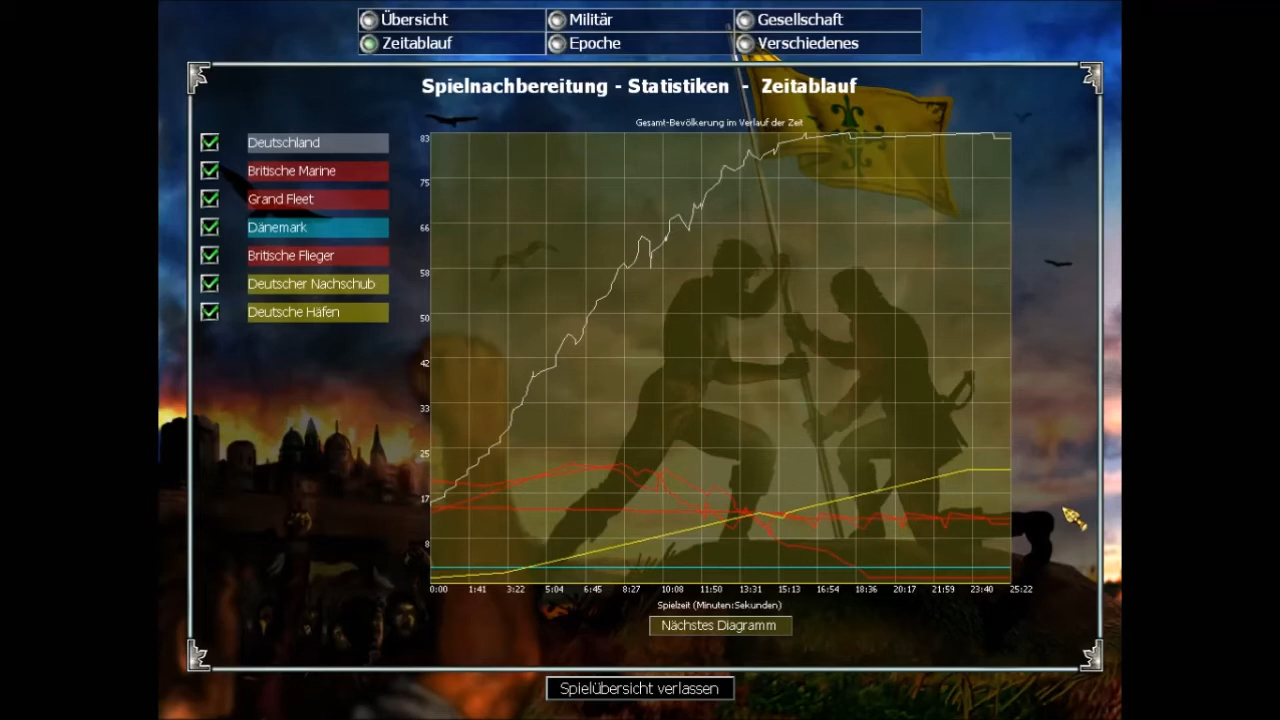 Übersicht
Militär
Gesellschaft
Zeitablauf
Epoche
Verschiedenes
Spielnachbereitung - Statistiken - Zeitablauf
Gesamt-Bevölkerung im Verlauf der Zeit
Deutschland
Britische Marine
Grand Fleet
Dänemark
Britische Flieger
Deutscher Nachschub
Deutsche Häfen
83
75
66
58
50
42
33
25
17
8
0:00 1:41 3:22 5:04 6:45 8:27 10:08 11:50 13:31 15:13 16:54 18:36 20:17 21:59 23:40 25:22
Spielzeit (Minuten:Sekunden)
Nächstes Diagramm
Spielübersicht verlassen